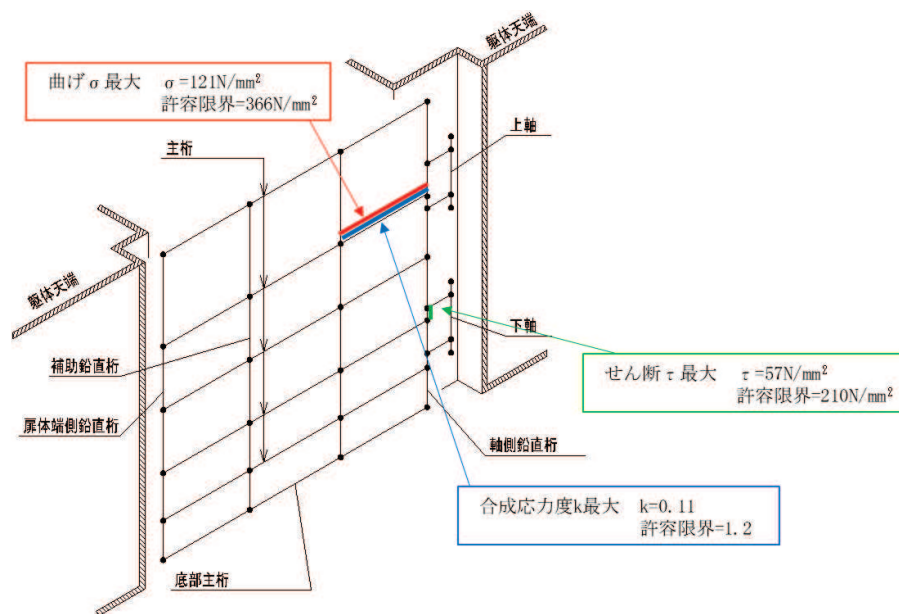 躯体天端
曲げσ最大 σ=121N/mm²
許容限界=366N/mm²
上軸
主桁
躯体天端
下軸
補助鉛直桁
せん断τ最大 τ=57N/mm²
許容限界=210N/mm²
扉体端側鉛直桁
軸側鉛直桁
合成応力度k最大 k=0.11
許容限界=1.2
底部主桁